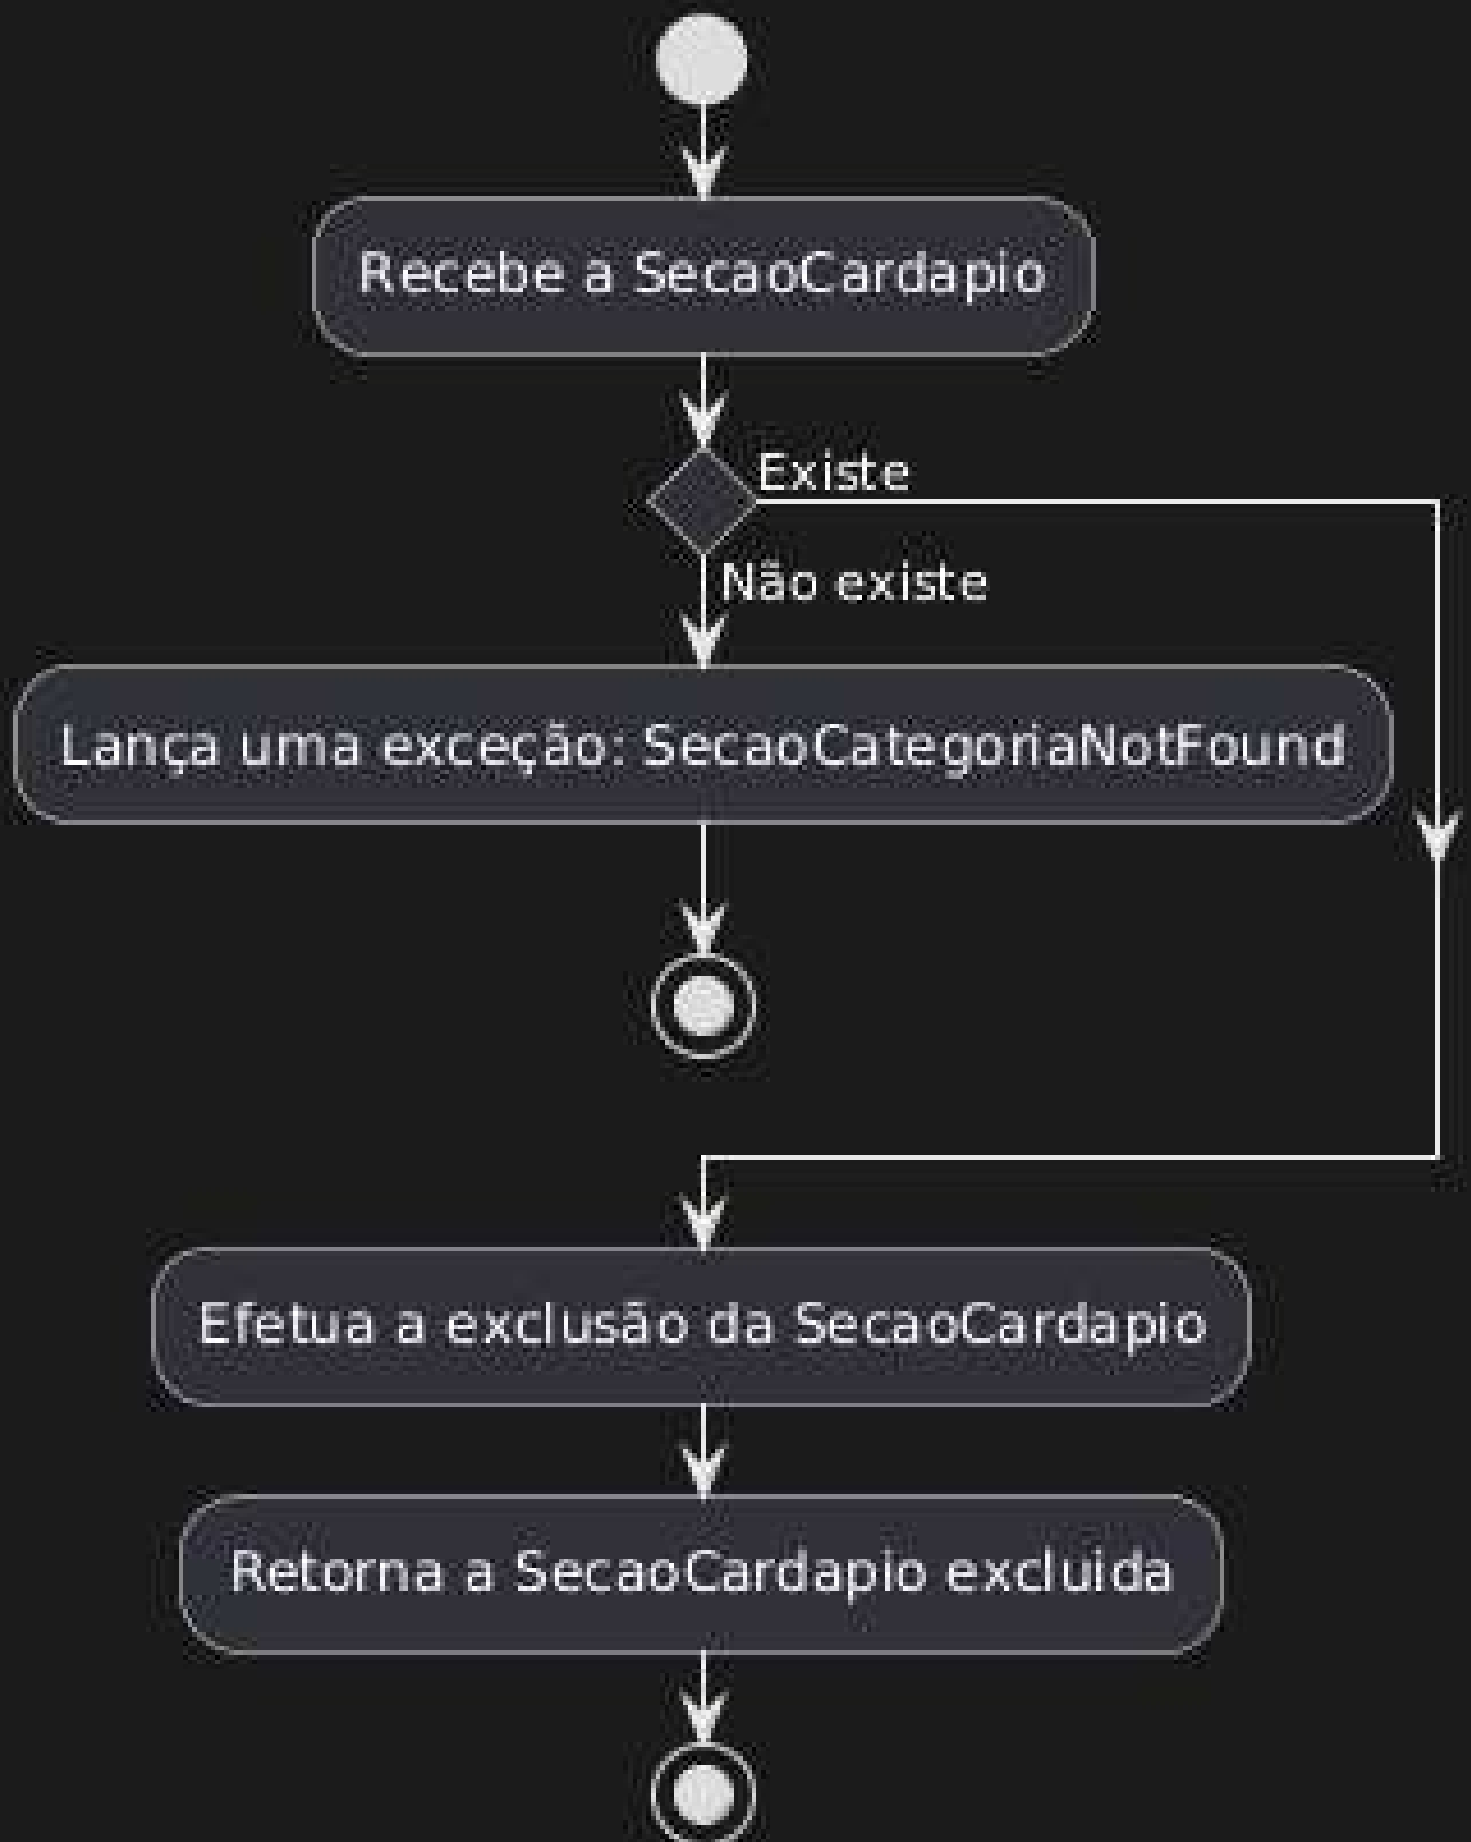 Recebe a SecaoCardapio
Existe
Não existe
Lança uma exceção: SecaoCategoriaNotFound
Efetua a exclusão da SecaoCardapio
Retorna a SecaoCardapio excluida